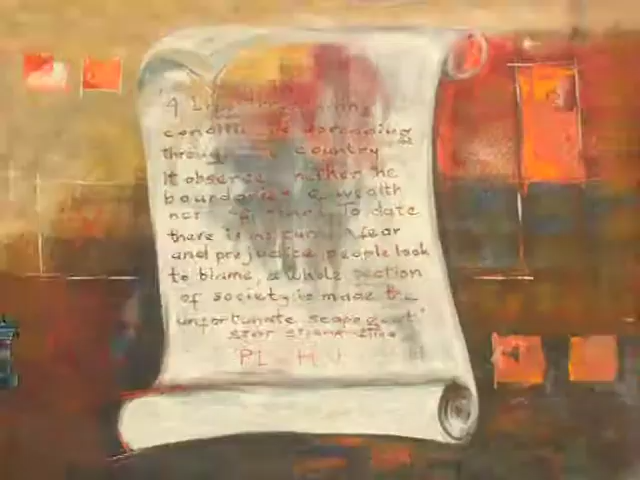 "A
is spreading
through country
It observes neither the
boundaries of wealth
nor To date
there is no cure. Fear
and prejudice, people look
to blame, a whole section
of society is made the
unfortunate scapegoat"
PL H